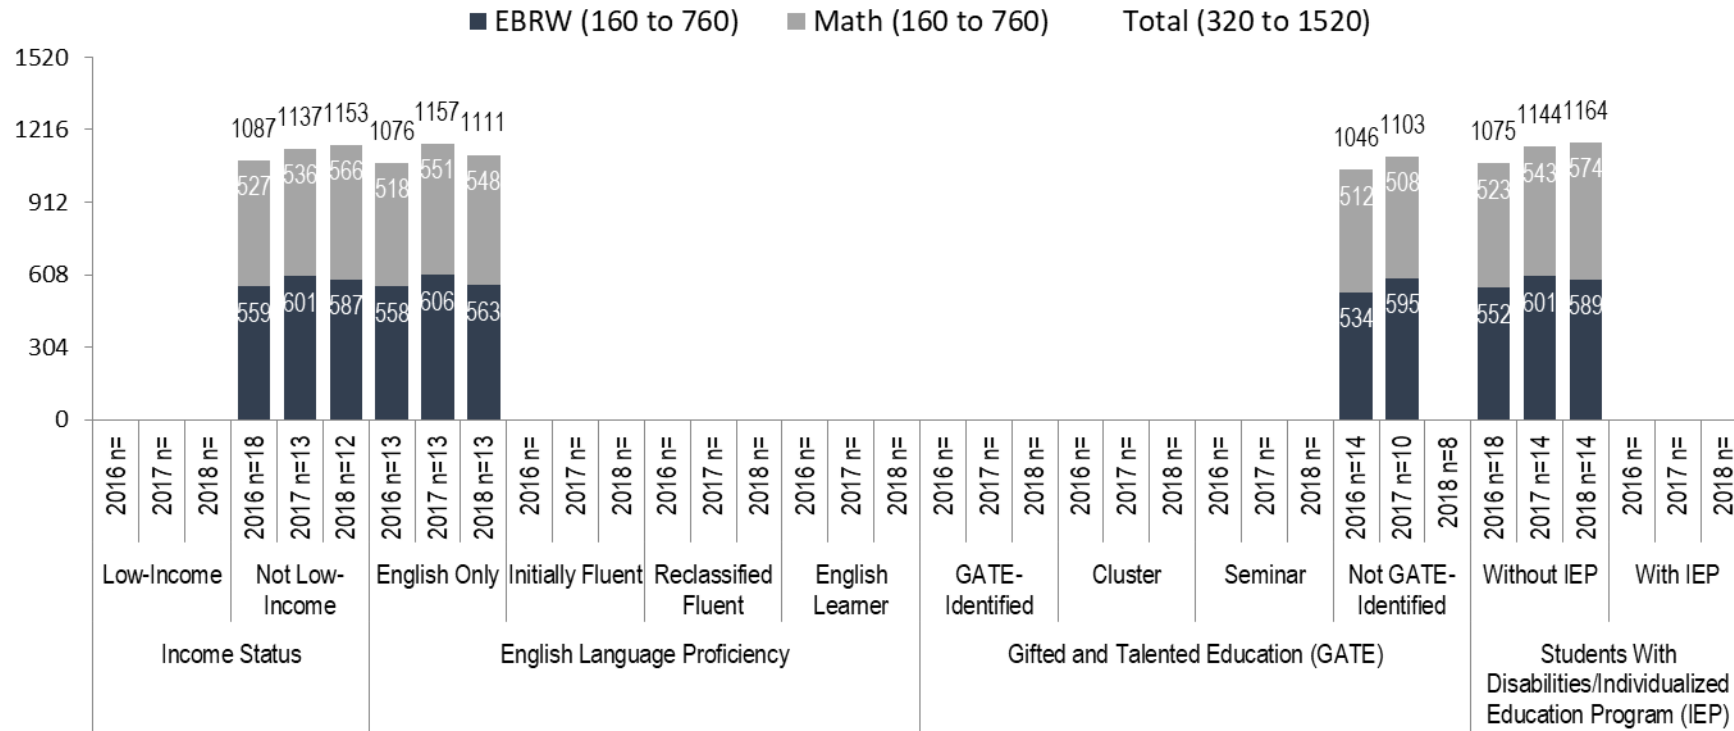 EBRW (160 to 760) Math (160 to 760) Total (320 to 1520)
1520
1216
912
608
304
0
1087 1137 1153 1076 1157 1111 1046 1103 1075 1144 1164
527 536 566 518 551 548 512 508 523 543 574
559 601 587 558 606 563 534 595 552 601 589
2016 n=
2017 n=
2018 n=
2016 n=18
2017 n=13
2018 n=12
2016 n=13
2017 n=13
2018 n=13
2016 n=
2017 n=
2018 n=
2016 n=
2017 n=
2018 n=
2016 n=
2017 n=
2018 n=
2016 n=
2017 n=
2018 n=
2016 n=
2017 n=
2018 n=
2016 n=
2017 n=
2018 n=
2016 n=14
2017 n=10
2018 n=8
2016 n=18
2017 n=14
2018 n=14
2016 n=
2017 n=
2018 n=
Low-Income
Not Low-
Income
English Only
Initially Fluent
Reclassified
Fluent
English
Learner
GATE-
Identified
Cluster
Seminar
Not GATE-
Identified
Without IEP
With IEP
Income Status
English Language Proficiency
Gifted and Talented Education (GATE)
Students With
Disabilities/Individualized
Education Program (IEP)